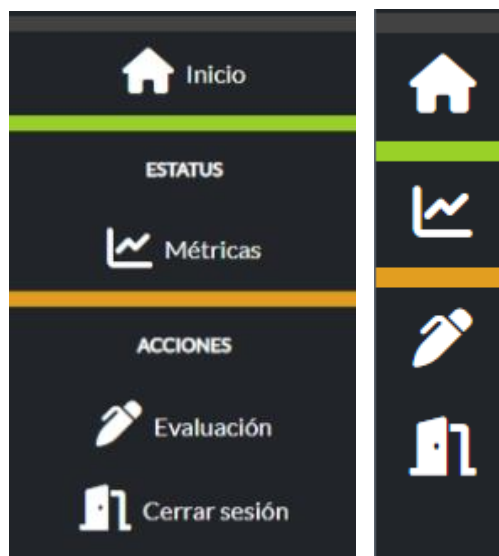 Inicio
ESTATUS
Métricas
ACCIONES
Evaluación
Cerrar sesión